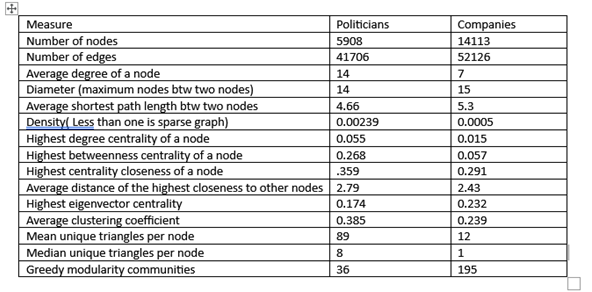 Measure Politicians Companies
Number of nodes 5908 14113
Number of edges 41706 52126
Average degree of a node 14 7
Diameter (maximum nodes btw two nodes) 14 15
Average shortest path length btw two nodes 4.66 5.3
Density( Less than one is sparse graph) 0.00239 0.0005
Highest degree centrality of a node 0.055 0.015
Highest betweenness centrality of a node 0.268 0.057
Highest centrality closeness of a node .359 0.291
Average distance of the highest closeness to other nodes 2.79 2.43
Highest eigenvector centrality 0.174 0.232
Average clustering coefficient 0.385 0.239
Mean unique triangles per node 89 12
Median unique triangles per node 8 1
Greedy modularity communities 36 195